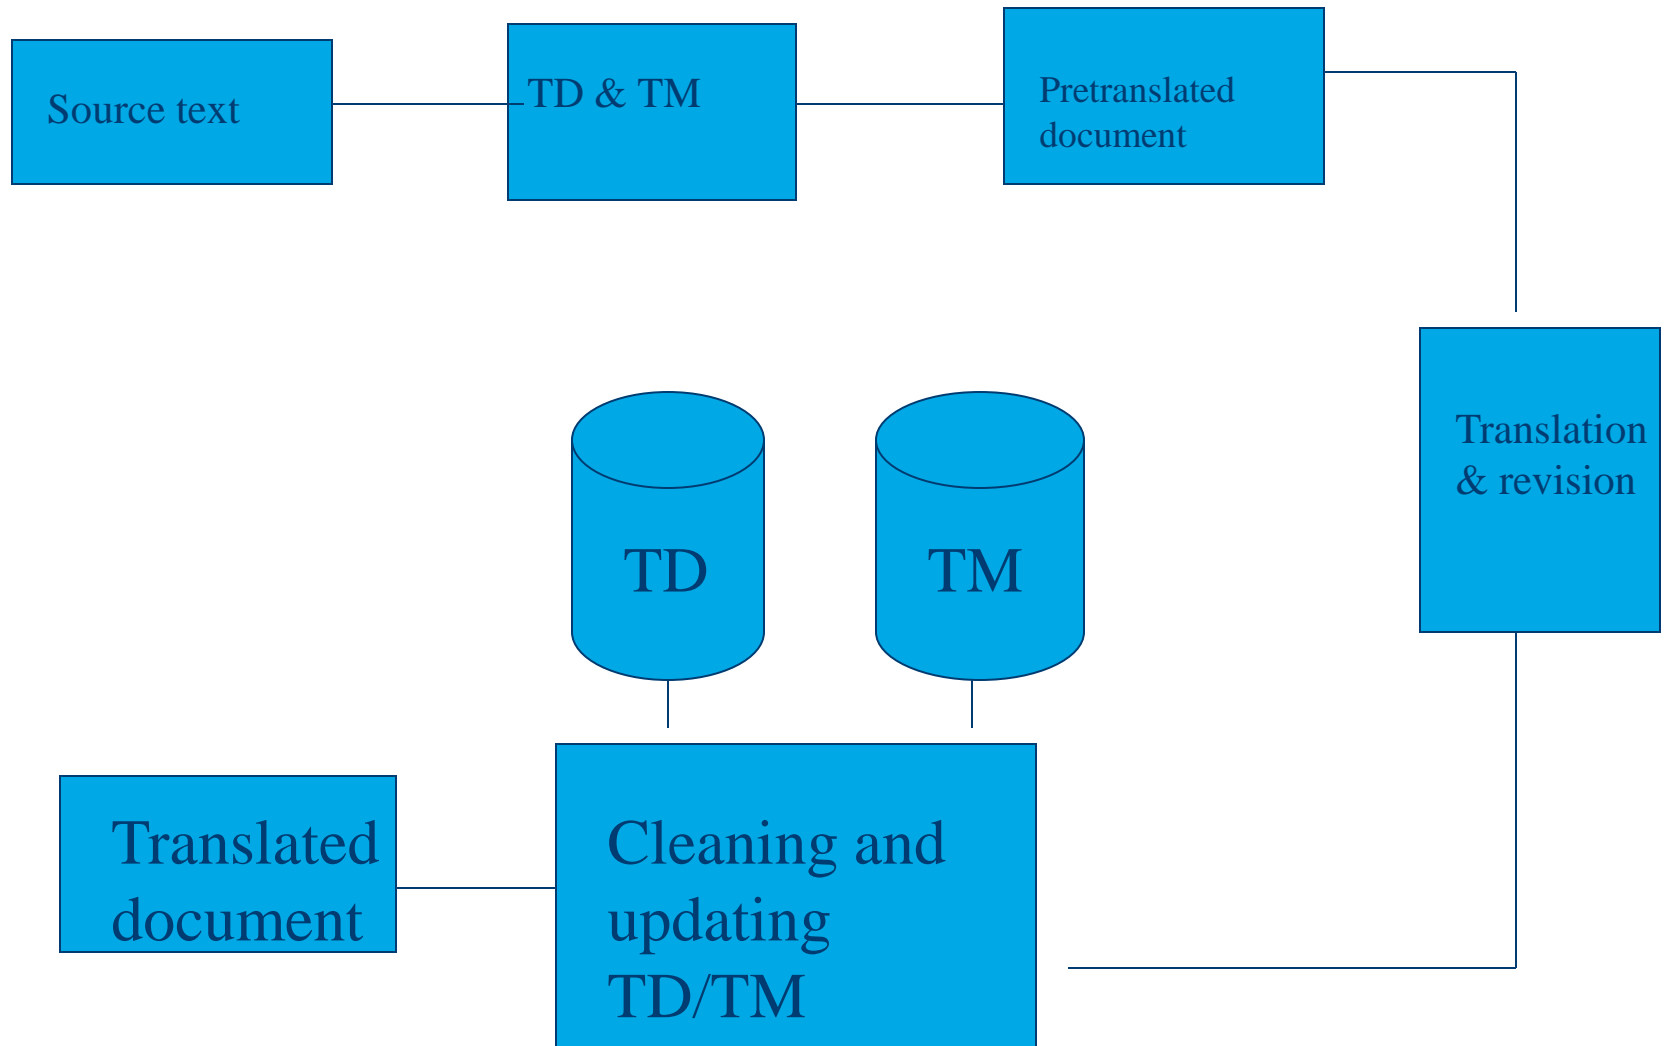 Source text
TD & TM
Pretranslated
document
Translation
& revision
TD
TM
Translated
document
Cleaning and
updating
TD/TM